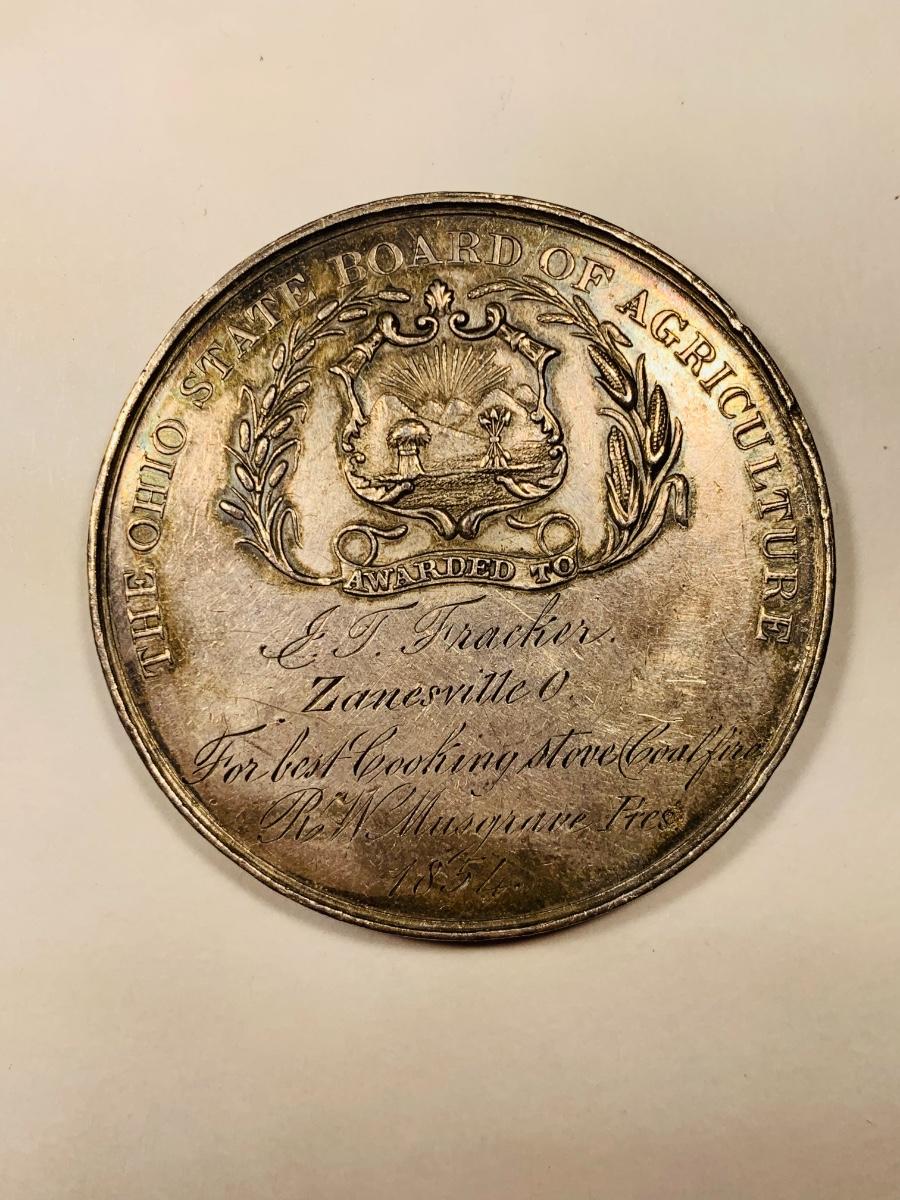 THE OHIO STATE BOARD OF AGRICULTURE
AWARDED TO
J. T. Fracker.
Zanesville O.
For best Cooking stove (Coal fire)
R. W. Musgrave Pres
1854.